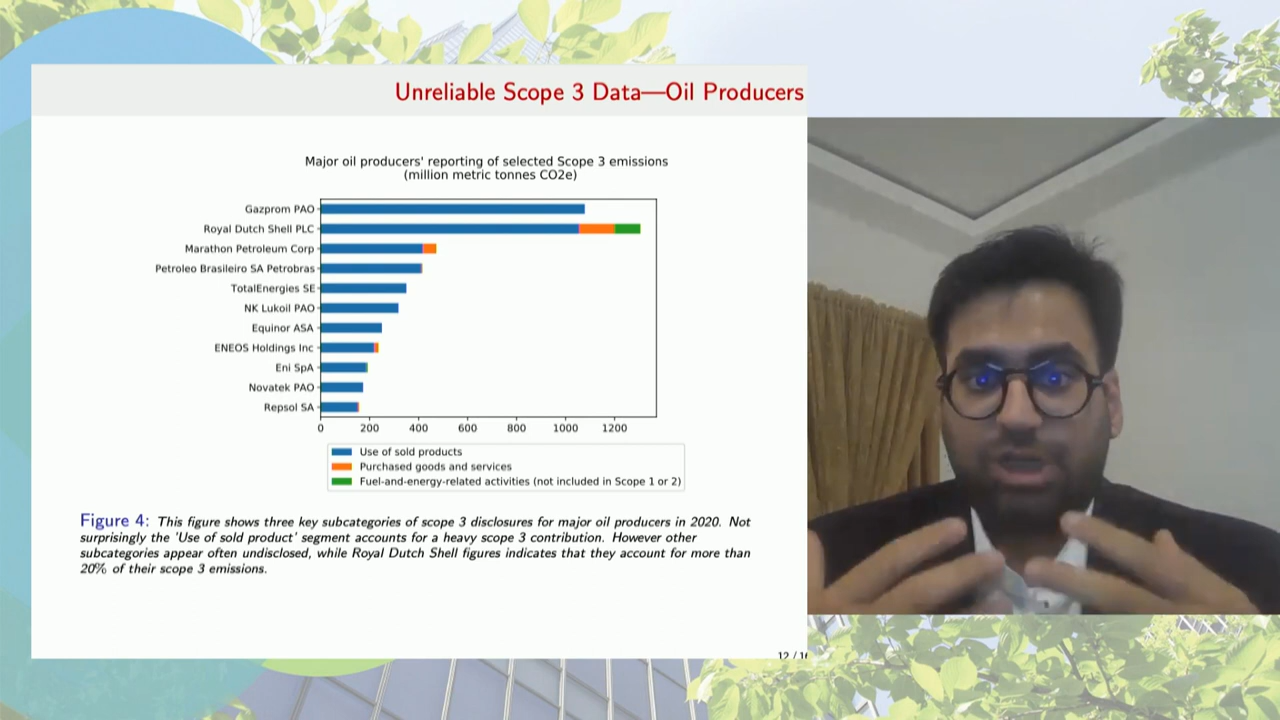 Unreliable Scope 3 Data—Oil Producers
Major oil producers' reporting of selected Scope 3 emissions
(million metric tonnes CO2e)
Gazprom PAO
Royal Dutch Shell PLC
Marathon Petroleum Corp
Petroleo Brasileiro SA Petrobras
TotalEnergies SE
NK Lukoil PAO
Equinor ASA
ENEOS Holdings Inc
Eni SpA
Novatek PAO
Repsol SA
0 200 400 600 800 1000 1200
Use of sold products
Purchased goods and services
Fuel-and-energy-related activities (not included in Scope 1 or 2)
Figure 4: This figure shows three key subcategories of scope 3 disclosures for major oil producers in 2020. Not
surprisingly the 'Use of sold product' segment accounts for a heavy scope 3 contribution. However other
subcategories appear often undisclosed, while Royal Dutch Shell figures indicates that they account for more than
20% of their scope 3 emissions.
12 / 1